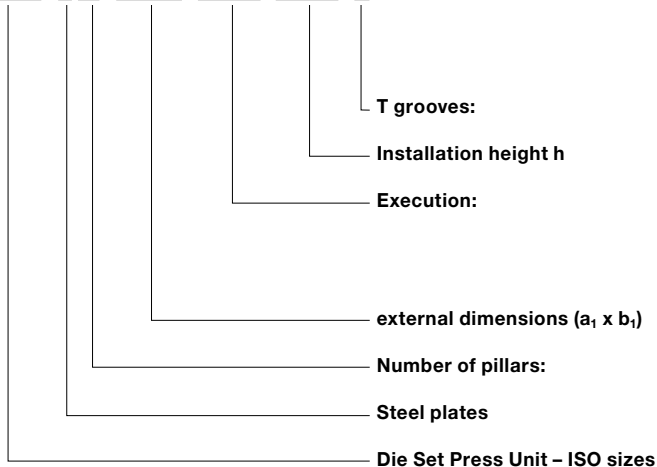 T grooves:
Installation height h
Execution:
external dimensions (a₁ x b₁)
Number of pillars:
Steel plates
Die Set Press Unit – ISO sizes